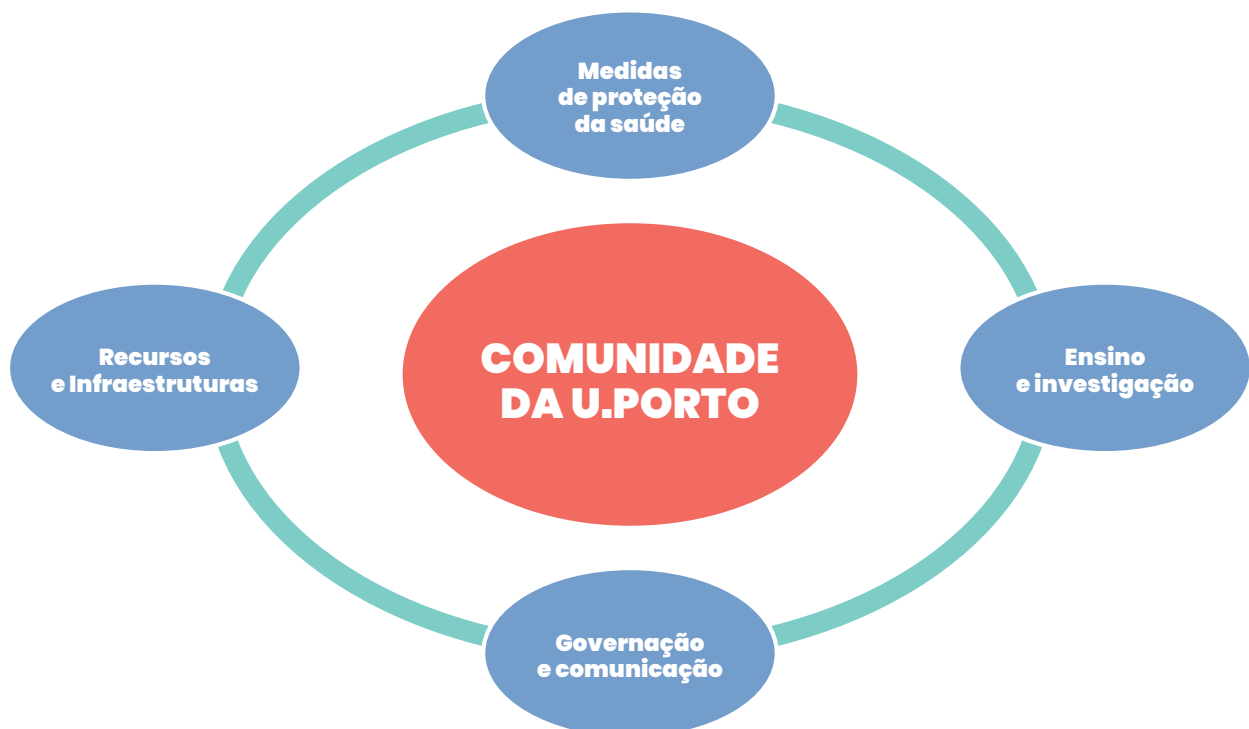 Medidas
de proteção
da saúde
COMUNIDADE
DA U.PORTO
Recursos
e Infraestruturas
Ensino
e investigação
Governação
e comunicação